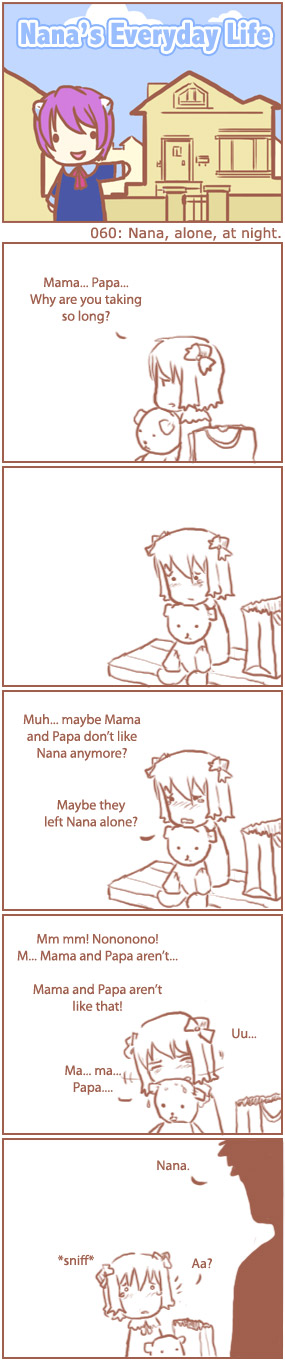 Nana's Everyday Life
060: Nana, alone, at night.
Mama... Papa...
Why are you taking
so long?
Muh... maybe Mama
and Papa don't like
Nana anymore?
Maybe they
left Nana alone?
Mm mm! Nononono!
M... Mama and Papa aren't...
Mama and Papa aren't
like that!
Uu...
Ma... ma...
Papa....
Nana.
*sniff*
Aa?